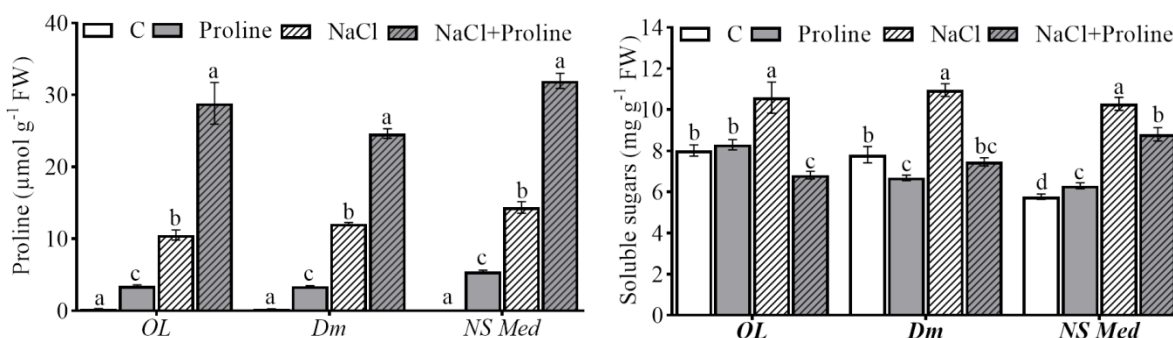 C Proline NaCl NaCl+Proline
Proline (µmol g⁻¹ FW)
40
30
20
10
0
a c b a
a c b a
a c b a
OL Dm NS Med
C Proline NaCl NaCl+Proline
Soluble sugars (mg g⁻¹ FW)
14
12
10
8
6
4
2
0
b b a c
b c a bc
d c a b
OL Dm NS Med